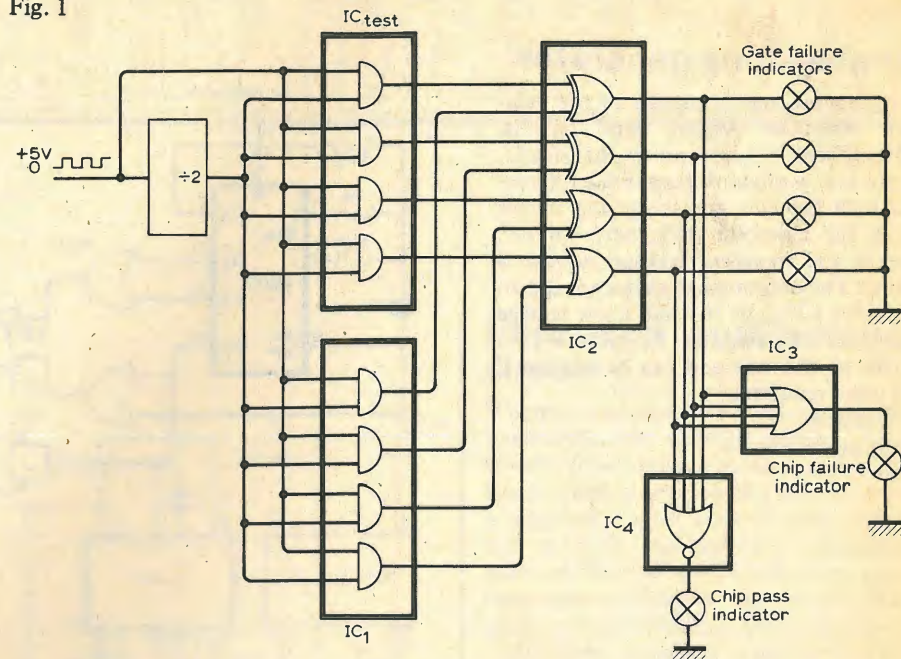 Fig. 1
IC test
Gate failure
indicators
+5V
0
÷2
IC2
IC3
Chip failure
indicator
IC4
Chip pass
indicator
IC1